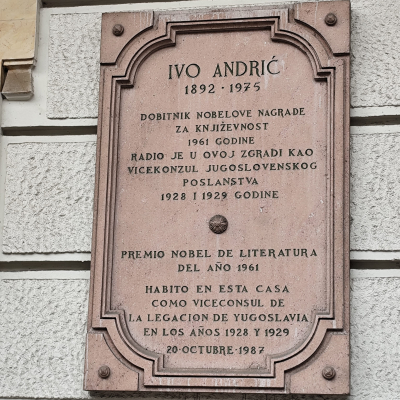 IVO ANDRIĆ
1892 · 1975
DOBITNIK NOBELOVE NAGRADE
ZA KNJIŽEVNOST
1961 GODINE
RADIO JE U OVOJ ZGRADI KAO
VICEKONZUL JUGOSLOVENSKOG
POSLANSTVA
1928 I 1929 GODINE
PREMIO NOBEL DE LITERATURA
DEL AÑO 1961
HABITO EN ESTA CASA
COMO VICECONSUL DE
LA LEGACION DE YUGOSLAVIA
EN LOS AÑOS 1928 Y 1929
20·OCTUBRE·1987